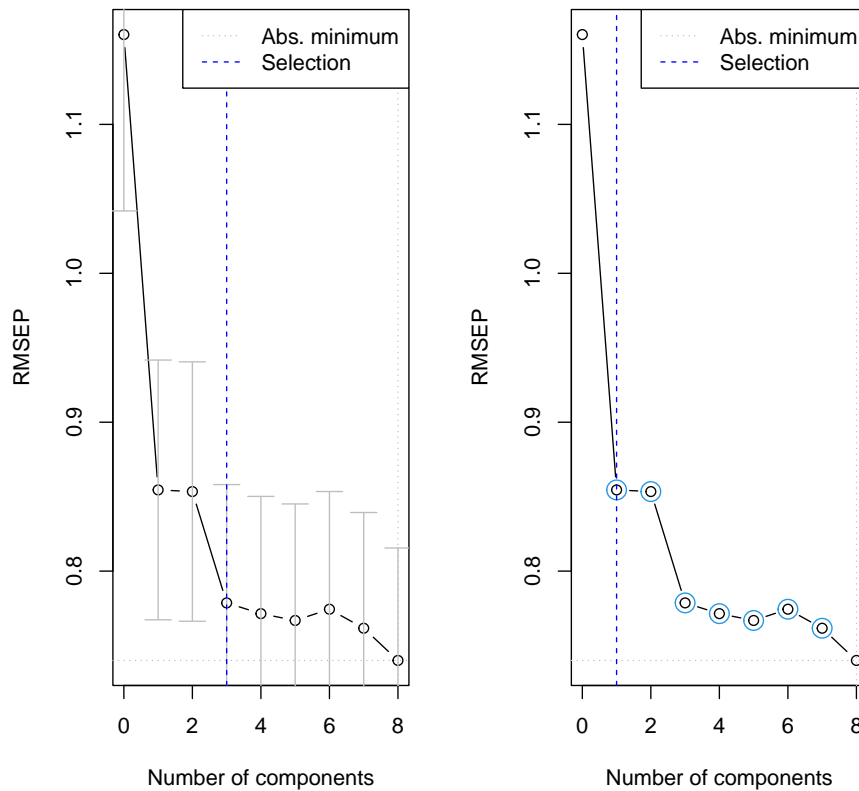 Abs. minimum
Selection
RMSEP
1.1
1.0
0.9
0.8
0 2 4 6 8
Number of components
Abs. minimum
Selection
RMSEP
1.1
1.0
0.9
0.8
0 2 4 6 8
Number of components